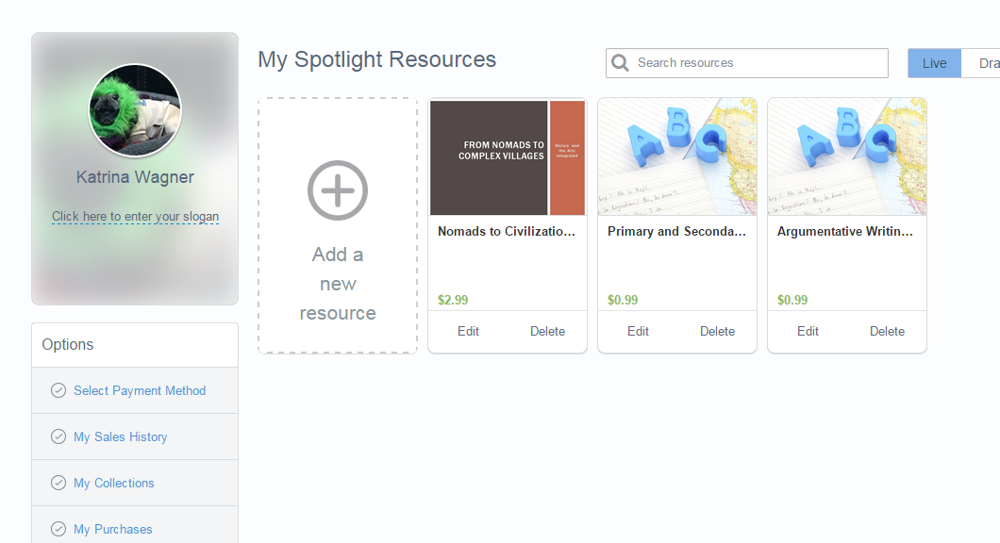 My Spotlight Resources
Search resources
Live
Dra
Katrina Wagner
Click here to enter your slogan
Add a
new
resource
FROM NOMADS TO
COMPLEX VILLAGES
History and
the Arts
Integrated
Nomads to Civilizatio...
$2.99
Edit
Delete
ABC
Primary and Seconda...
$0.99
Edit
Delete
ABC
Argumentative Writin...
$0.99
Edit
Delete
Options
Select Payment Method
My Sales History
My Collections
My Purchases